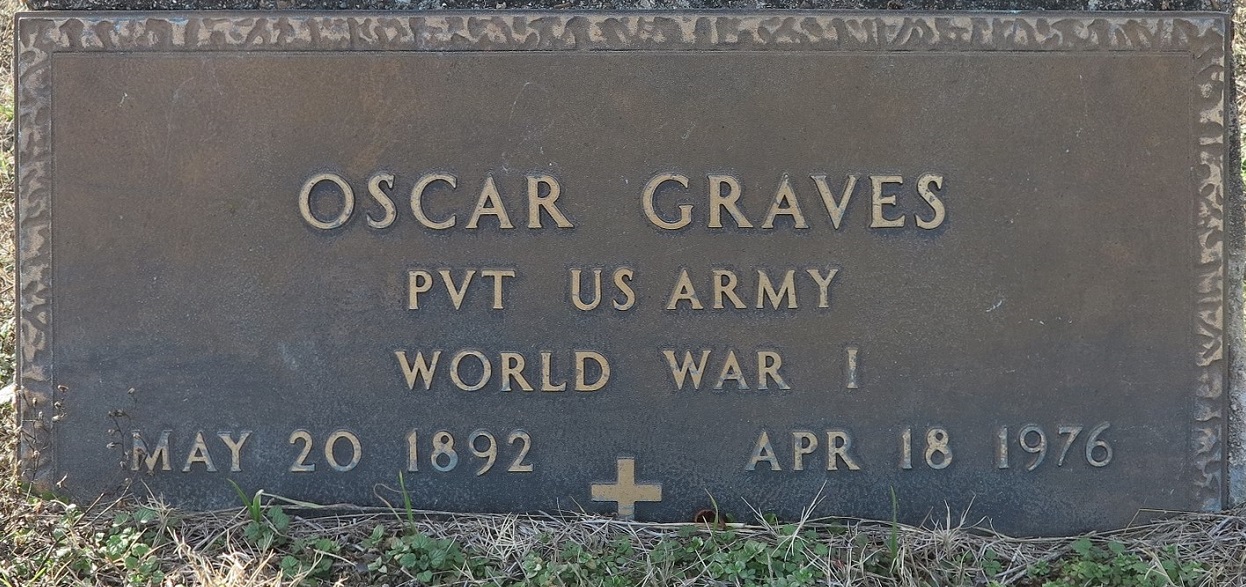 OSCAR GRAVES
PVT US ARMY
WORLD WAR I
MAY 20 1892 APR 18 1976